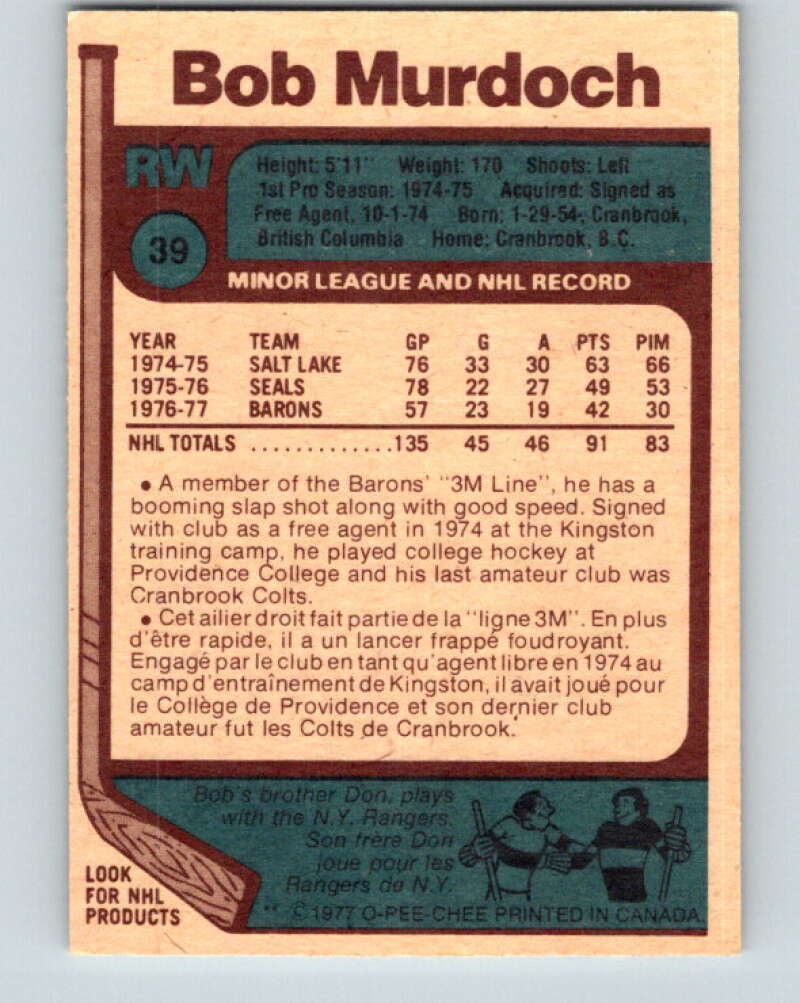 Bob Murdoch
RW
39
Height: 5'11" Weight: 170 Shoots: Left
1st Pro Season: 1974-75 Acquired: Signed as
Free Agent, 10-1-74 Born: 1-29-54, Cranbrook,
British Columbia Home: Cranbrook, B.C.
MINOR LEAGUE AND NHL RECORD
YEAR TEAM GP G A PTS PIM
1974-75 SALT LAKE 76 33 30 63 66
1975-76 SEALS 78 22 27 49 53
1976-77 BARONS 57 23 19 42 30
NHL TOTALS .............135 45 46 91 83
• A member of the Barons' "3M Line", he has a
booming slap shot along with good speed. Signed
with club as a free agent in 1974 at the Kingston
training camp, he played college hockey at
Providence College and his last amateur club was
Cranbrook Colts.
• Cet ailier droit fait partie de la "ligne 3M". En plus
d'être rapide, il a un lancer frappé foudroyant.
Engagé par le club en tant qu'agent libre en 1974 au
camp d'entraînement de Kingston, il avait joué pour
le Collège de Providence et son dernier club
amateur fut les Colts de Cranbrook.
Bob's brother Don, plays
with the N.Y. Rangers.
Son frère Don
joue pour les
Rangers de N.Y.
LOOK
FOR NHL
PRODUCTS
** © 1977 O-PEE-CHEE PRINTED IN CANADA